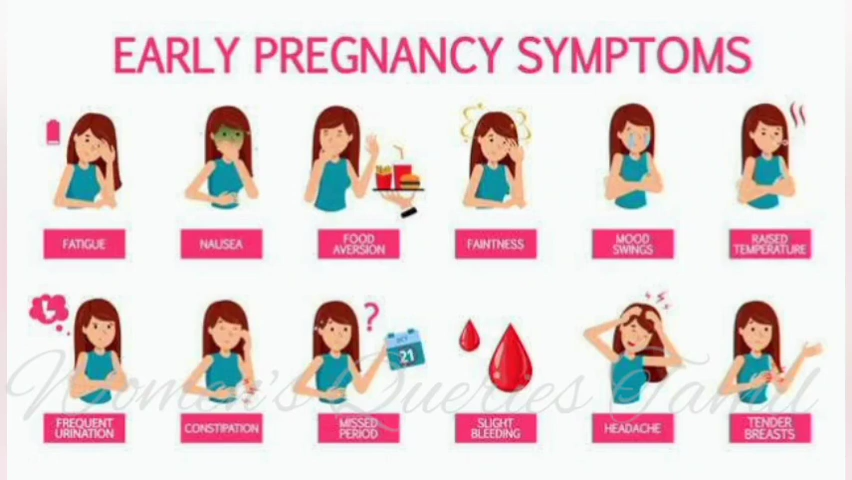 EARLY PREGNANCY SYMPTOMS
FATIGUE
NAUSEA
FOOD
AVERSION
FAINTNESS
MOOD
SWINGS
RAISED
TEMPERATURE
OCT
21
?
FREQUENT
URINATION
CONSTIPATION
MISSED
PERIOD
SLIGHT
BLEEDING
HEADACHE
TENDER
BREASTS
Women's Queries Tamil